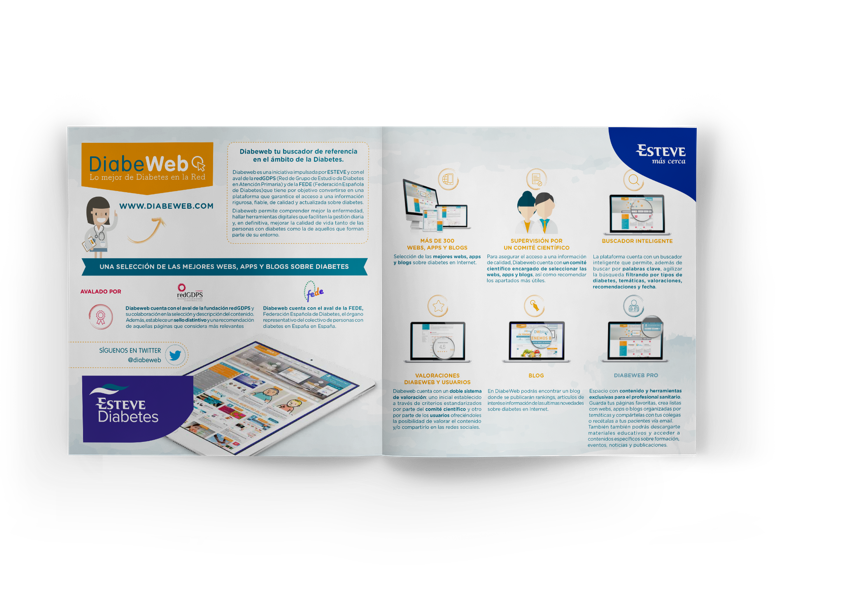 DiabeWeb
Lo mejor de Diabetes en la Red
WWW.DIABEWEB.COM
Diabeweb tu buscador de referencia
en el ámbito de la Diabetes.
Diabeweb es una iniciativa impulsada por ESTEVE y con el
aval de la redGDPS (Red de Grupo de Estudio de Diabetes
en Atención Primaria) y de la FEDE (Federación Española
de Diabetes)que tiene por objetivo convertirse en una
plataforma que garantice el acceso a una información
rigurosa, fiable, de calidad y actualizada sobre diabetes.
Diabeweb permite comprender mejor la enfermedad,
hallar herramientas digitales que faciliten la gestión diaria
y, en definitiva, mejorar la calidad de vida tanto de las
personas con diabetes como la de aquellos que forman
parte de su entorno.
UNA SELECCIÓN DE LAS MEJORES WEBS, APPS Y BLOGS SOBRE DIABETES
AVALADO POR
redGDPS
fede
Diabeweb cuenta con el aval de la fundación redGDPS y
su colaboración en la selección y descripción del contenido.
Además, establece un sello distintivo y una recomendación
de aquellas páginas que considera más relevantes
Diabeweb cuenta con el aval de la FEDE,
Federación Española de Diabetes, el órgano
representativo del colectivo de personas con
diabetes en España en España.
SÍGUENOS EN TWITTER
@diabeweb
ESTEVE
Diabetes
ESTEVE
más cerca
MÁS DE 300
WEBS, APPS Y BLOGS
Selección de las mejores webs, apps
y blogs sobre diabetes en Internet.
SUPERVISIÓN POR
UN COMITÉ CIENTÍFICO
Para asegurar el acceso a una información
de calidad, Diabeweb cuenta con un comité
científico encargado de seleccionar las
webs, apps y blogs, así como recomendar
los apartados más útiles.
BUSCADOR INTELIGENTE
La plataforma cuenta con un buscador
inteligente que permite, además de
buscar por palabras clave, agilizar
la búsqueda filtrando por tipos de
diabetes, temáticas, valoraciones,
recomendaciones y fecha.
VALORACIONES
DIABEWEB Y USUARIOS
Diabeweb cuenta con un doble sistema
de valoración: uno inicial establecido
a través de criterios estandarizados
por parte del comité científico y otro
por parte de los usuarios ofreciéndoles
la posibilidad de valorar el contenido
y/o compartirlo en las redes sociales.
BLOG
En DiabeWeb podrás encontrar un blog
donde se publicarán rankings, artículos de
interés e información de las últimas novedades
sobre diabetes en Internet.
DIABEWEB PRO
Espacio con contenido y herramientas
exclusivas para el profesional sanitario.
Guarda tus páginas favoritas, crea listas
con webs, apps o blogs organizadas por
temáticas y compártelas con tus colegas
o recétalas a tus pacientes vía email.
También también podrás descargarte
materiales educativos y acceder a
contenidos específicos sobre formación,
eventos, noticias y publicaciones.